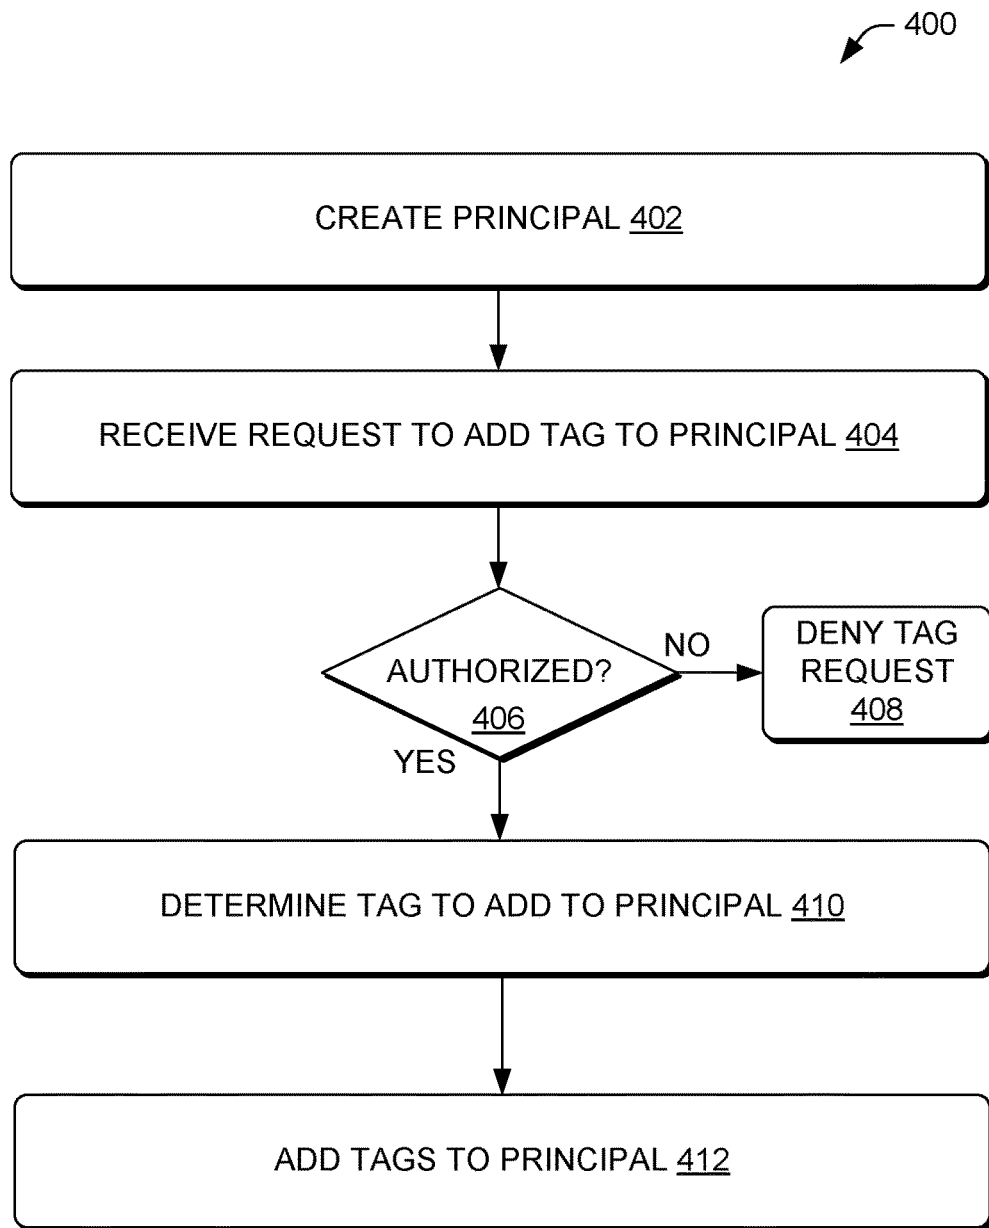 400
CREATE PRINCIPAL 402
RECEIVE REQUEST TO ADD TAG TO PRINCIPAL 404
AUTHORIZED?
406
NO
DENY TAG
REQUEST
408
YES
DETERMINE TAG TO ADD TO PRINCIPAL 410
ADD TAGS TO PRINCIPAL 412